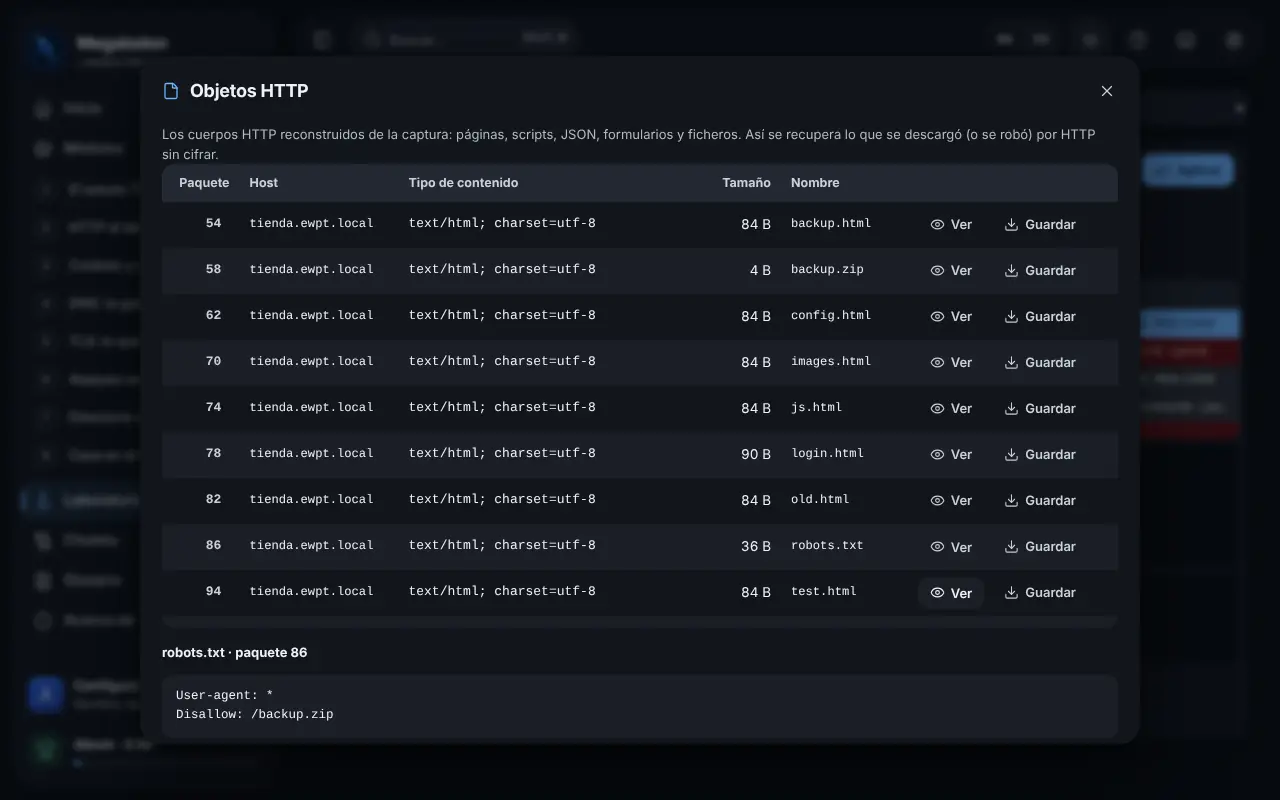 Objetos HTTP
Los cuerpos HTTP reconstruidos de la captura: páginas, scripts, JSON, formularios y ficheros. Así se recupera lo que se descargó (o se robó) por HTTP
sin cifrar.
Paquete Host Tipo de contenido Tamaño Nombre
54 tienda.ewpt.local text/html; charset=utf-8 84 B backup.html Ver Guardar
58 tienda.ewpt.local text/html; charset=utf-8 4 B backup.zip Ver Guardar
62 tienda.ewpt.local text/html; charset=utf-8 84 B config.html Ver Guardar
70 tienda.ewpt.local text/html; charset=utf-8 84 B images.html Ver Guardar
74 tienda.ewpt.local text/html; charset=utf-8 84 B js.html Ver Guardar
78 tienda.ewpt.local text/html; charset=utf-8 90 B login.html Ver Guardar
82 tienda.ewpt.local text/html; charset=utf-8 84 B old.html Ver Guardar
86 tienda.ewpt.local text/html; charset=utf-8 36 B robots.txt Ver Guardar
94 tienda.ewpt.local text/html; charset=utf-8 84 B test.html Ver Guardar
robots.txt · paquete 86
User-agent: *
Disallow: /backup.zip